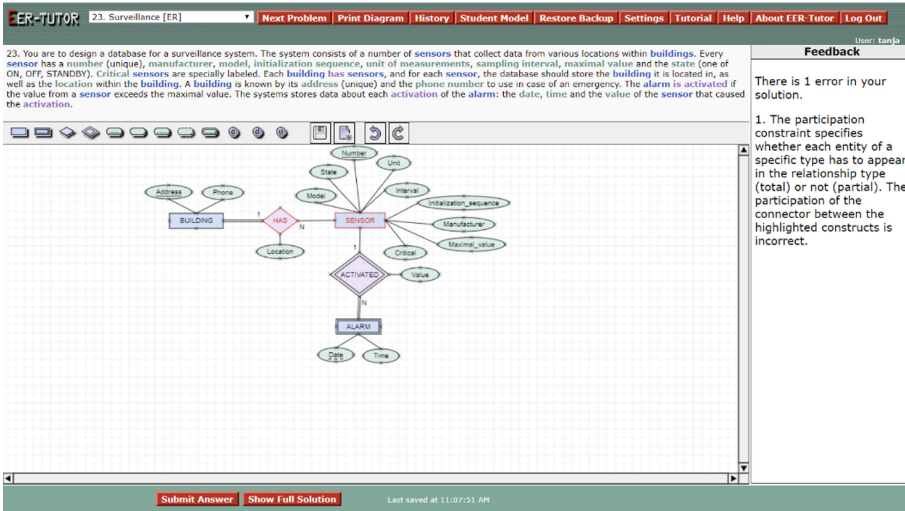 EER-TUTOR 23. Surveillance [ER] Next Problem Print Diagram History Student Model Restore Backup Settings Tutorial Help About EER-Tutor Log Out
User: tanja
23. You are to design a database for a surveillance system. The system consists of a number of sensors that collect data from various locations within buildings. Every
sensor has a number (unique), manufacturer, model, initialization sequence, unit of measurements, sampling interval, maximal value and the state (one of
ON, OFF, STANDBY). Critical sensors are specially labeled. Each building has sensors, and for each sensor, the database should store the building it is located in, as
well as the location within the building. A building is known by its address (unique) and the phone number to use in case of an emergency. The alarm is activated if
the value from a sensor exceeds the maximal value. The systems stores data about each activation of the alarm: the date, time and the value of the sensor that caused
the activation.
Number
State
Unit
Address
Phone
Model
Interval
Initialization_sequence
BUILDING
1
HAS
N
SENSOR
Manufacturer
Maximal_value
Location
1
Critical
ACTIVATED
Value
N
ALARM
Date
Time
Feedback
There is 1 error in your
solution.
1. The participation
constraint specifies
whether each entity of a
specific type has to appear
in the relationship type
(total) or not (partial). The
participation of the
connector between the
highlighted constructs is
incorrect.
Submit Answer Show Full Solution Last saved at 11:07:51 AM